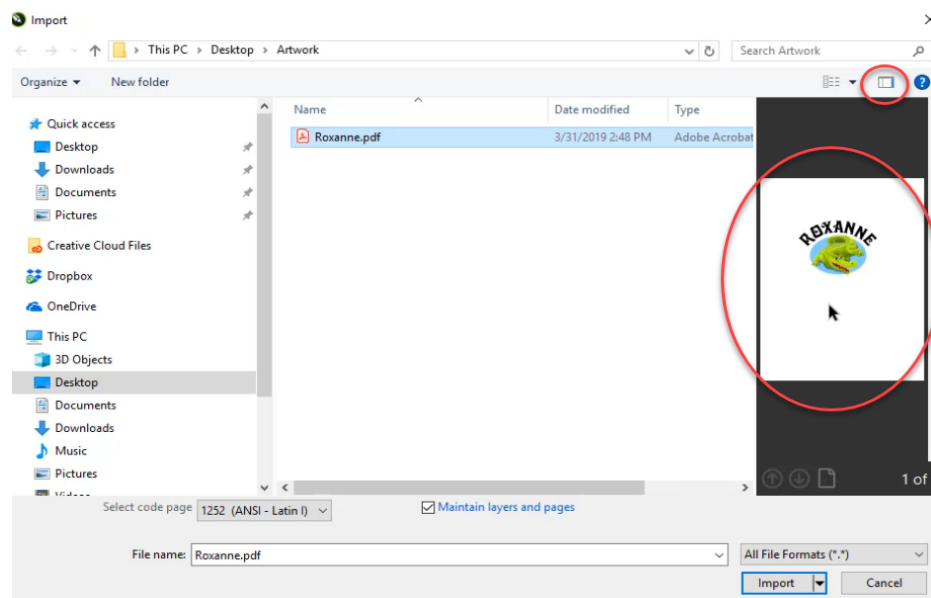 Import
This PC > Desktop > Artwork
Search Artwork
Organize
New folder
?
Name
Date modified
Type
Roxanne.pdf
3/31/2019 2:48 PM
Adobe Acrobat
Quick access
Desktop
Downloads
Documents
Pictures
Creative Cloud Files
Dropbox
OneDrive
This PC
3D Objects
Desktop
Documents
Downloads
Music
Pictures
Videos
ROXANNE
1 of
Select code page
1252 (ANSI - Latin I)
Maintain layers and pages
File name:
Roxanne.pdf
All File Formats (*.*)
Import
Cancel